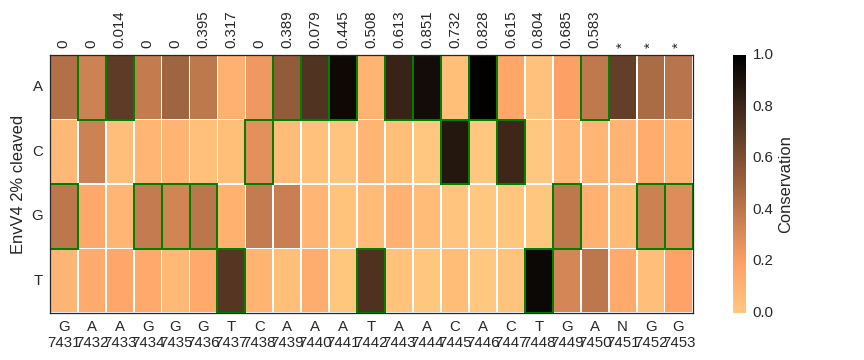 0 0 0.014 0 0 0.395 0.317 0 0.389 0.079 0.445 0.508 0.613 0.851 0.732 0.828 0.615 0.804 0.685 0.583 * * *
1.0
A
0.8
C
0.6
EnvV4 2% cleaved
Conservation
0.4
G
0.2
T
0.0
G A A G G G T C A A A T A A C A C T G A N G G
7431 7432 7433 7434 7435 7436 7437 7438 7439 7440 7441 7442 7443 7444 7445 7446 7447 7448 7449 7450 7451 7452 7453